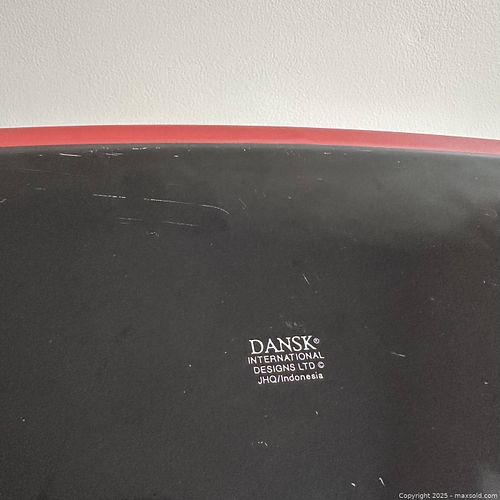 DANSK®
INTERNATIONAL
DESIGNS LTD ©
JHQ/Indonesia
Copyright 2025 - maxsold.com